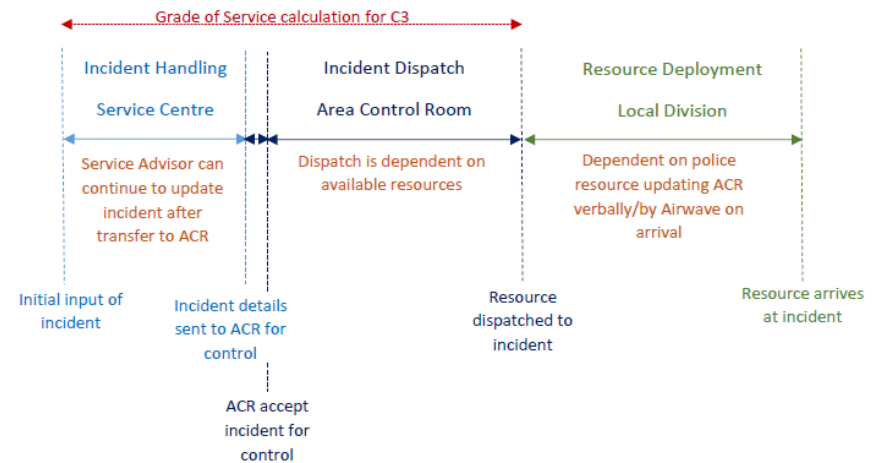 Grade of Service calculation for C3
Incident Handling
Service Centre
Service Advisor can
continue to update
incident after
transfer to ACR
Incident Dispatch
Area Control Room
Dispatch is dependent on
available resources
Resource Deployment
Local Division
Dependent on police
resource updating ACR
verbally/by Airwave on
arrival
Initial input of
incident
Incident details
sent to ACR for
control
ACR accept
incident for
control
Resource
dispatched to
incident
Resource arrives
at incident